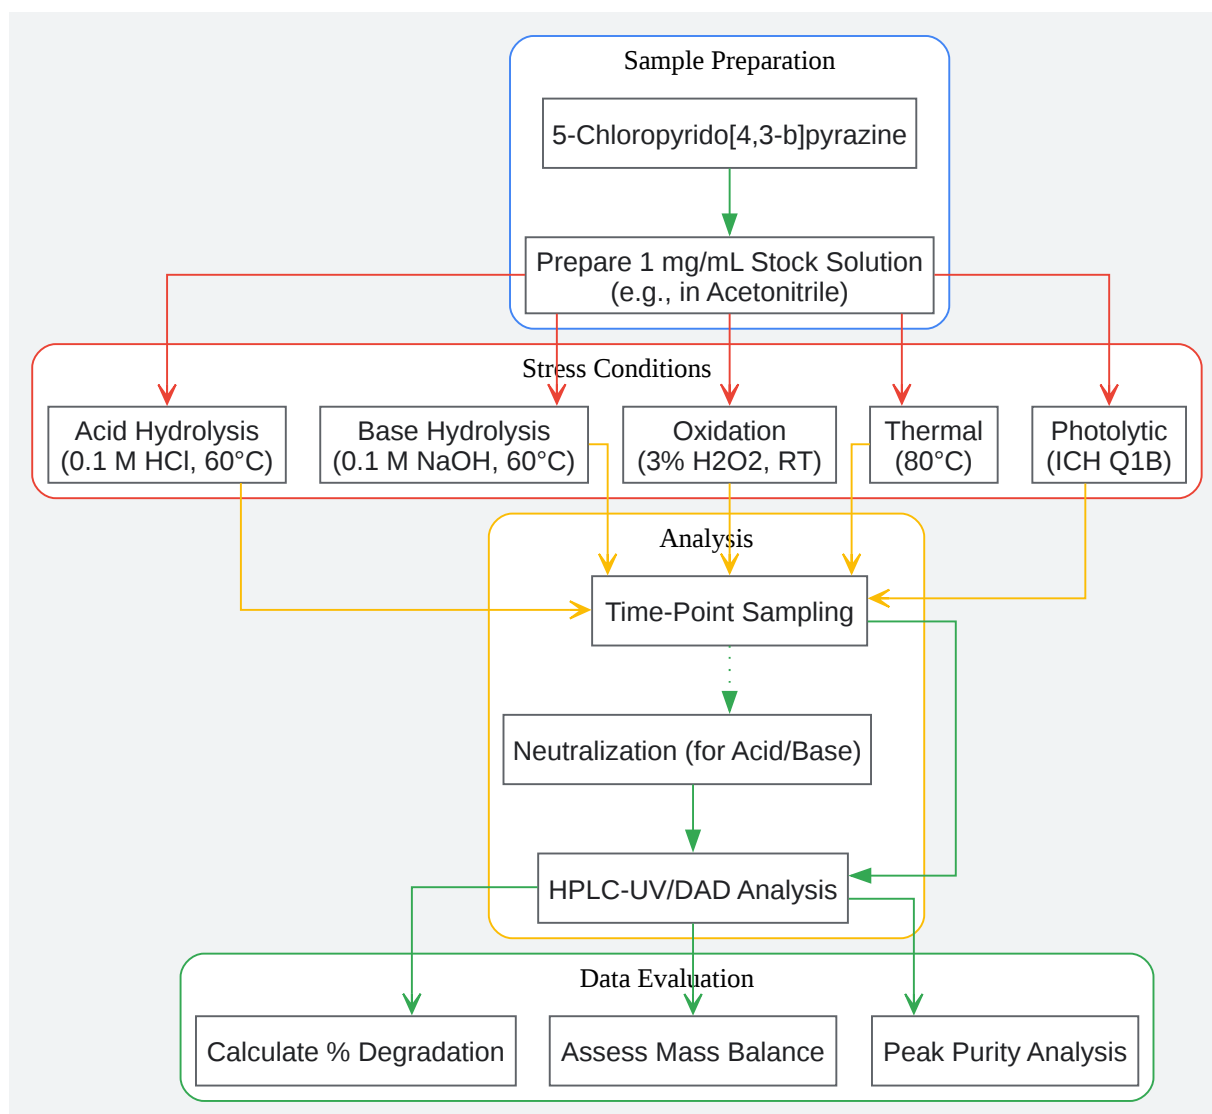 Sample Preparation
5-Chloropyrido[4,3-b]pyrazine
Prepare 1 mg/mL Stock Solution
(e.g., in Acetonitrile)
Stress Conditions
Acid Hydrolysis
(0.1 M HCl, 60°C)
Base Hydrolysis
(0.1 M NaOH, 60°C)
Oxidation
(3% H2O2, RT)
Thermal
(80°C)
Photolytic
(ICH Q1B)
Analysis
Time-Point Sampling
Neutralization (for Acid/Base)
HPLC-UV/DAD Analysis
Data Evaluation
Calculate % Degradation
Assess Mass Balance
Peak Purity Analysis